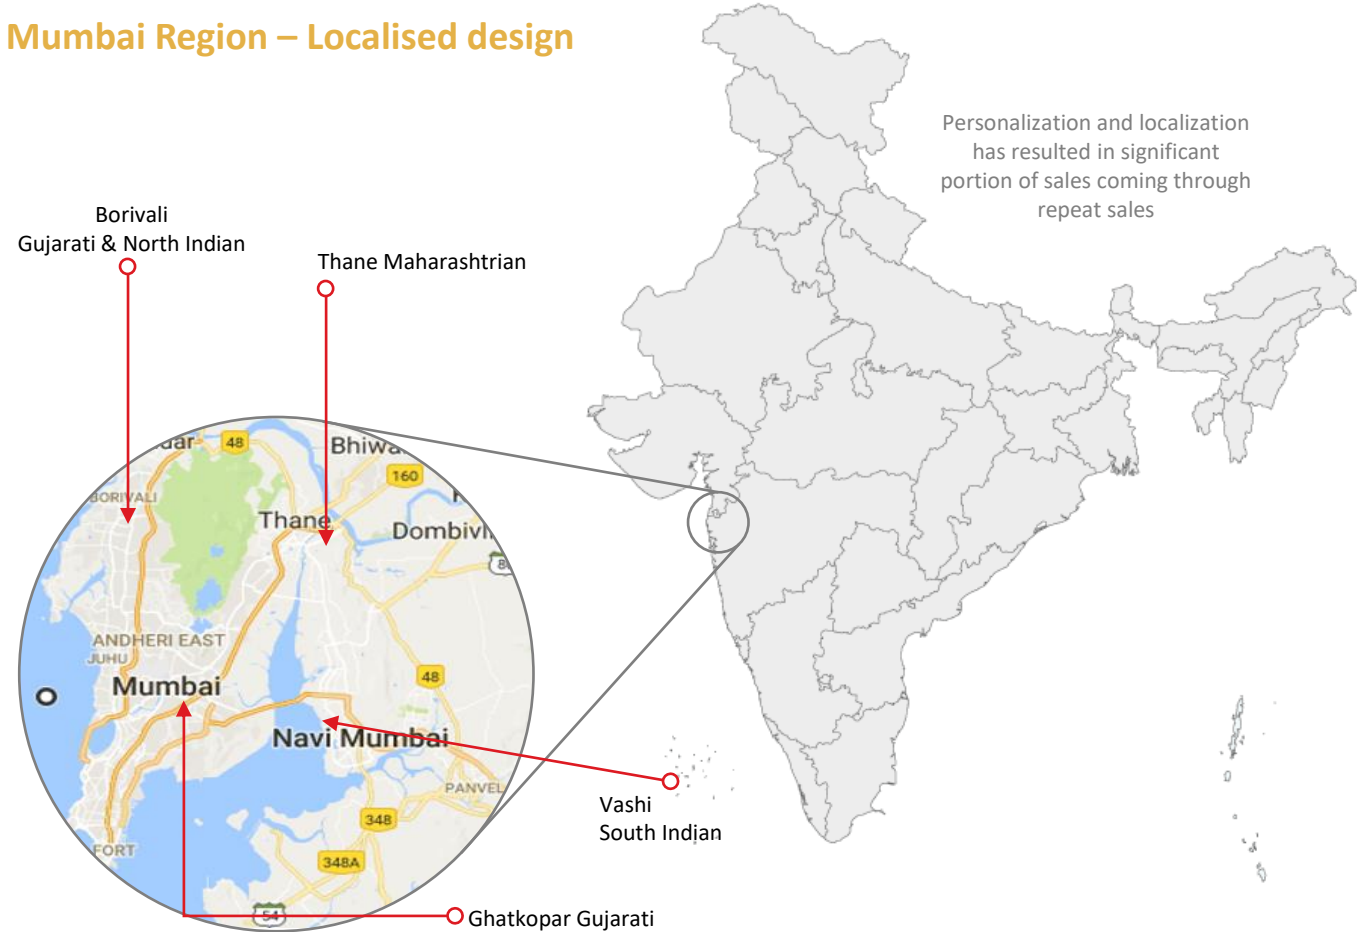 Mumbai Region – Localised design
Personalization and localization
has resulted in significant
portion of sales coming through
repeat sales
Borivali
Gujarati & North Indian
Thane Maharashtrian
48
160
BORIVALI
Thane
ANDHERI EAST
JUHU
Mumbai
48
Navi Mumbai
PANVEL
348
FORT
348A
54
Vashi
South Indian
Ghatkopar Gujarati